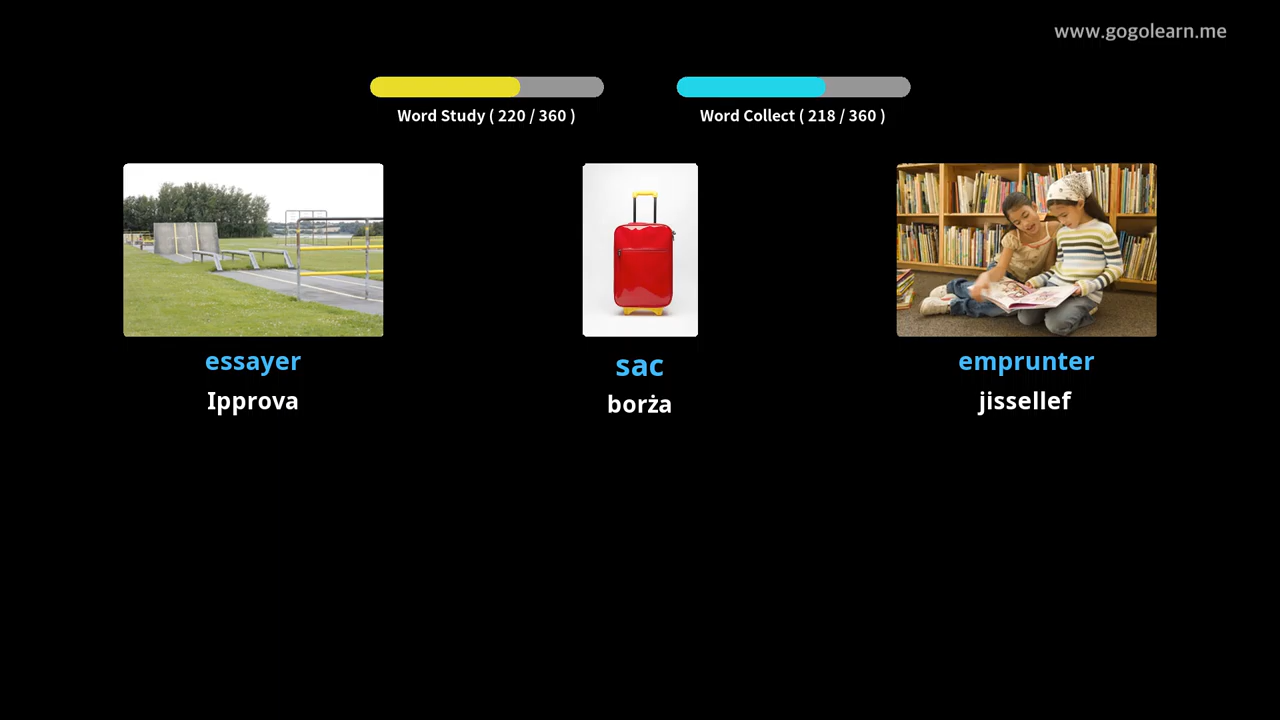 www.gogolearn.me
Word Study ( 220 / 360 )
Word Collect ( 218 / 360 )
essayer
Ipprova
sac
borża
emprunter
jissellef